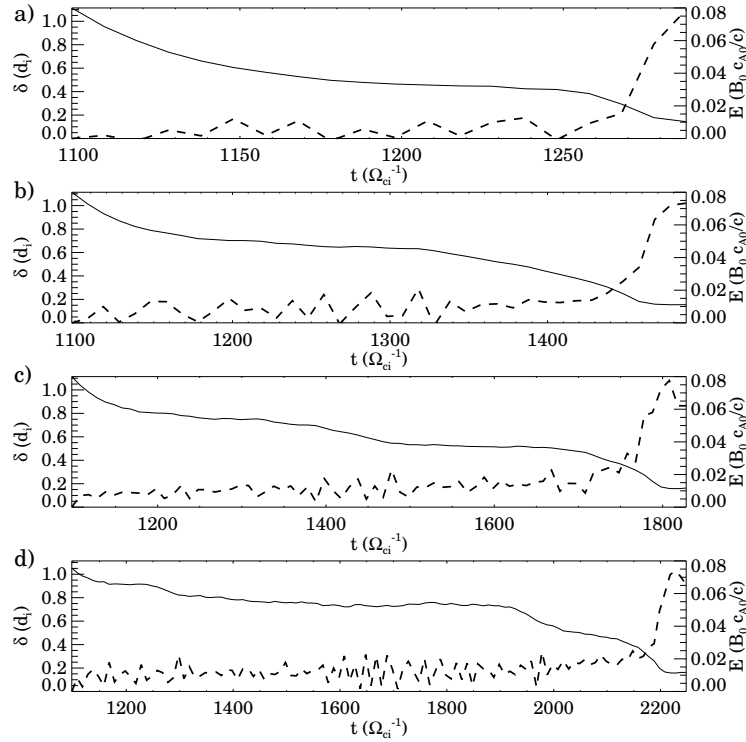 a)
1.0
0.8
0.6
0.4
0.2
0.0
δ (d_i)
0.08
0.06
0.04
0.02
0.00
E (B_0 c_A0/c)
1100 1150 1200 1250
t (Ω_ci^-1)
b)
1.0
0.8
0.6
0.4
0.2
0.0
δ (d_i)
0.08
0.06
0.04
0.02
0.00
E (B_0 c_A0/c)
1100 1200 1300 1400
t (Ω_ci^-1)
c)
1.0
0.8
0.6
0.4
0.2
0.0
δ (d_i)
0.08
0.06
0.04
0.02
0.00
E (B_0 c_A0/c)
1200 1400 1600 1800
t (Ω_ci^-1)
d)
1.0
0.8
0.6
0.4
0.2
0.0
δ (d_i)
0.08
0.06
0.04
0.02
0.00
E (B_0 c_A0/c)
1200 1400 1600 1800 2000 2200
t (Ω_ci^-1)